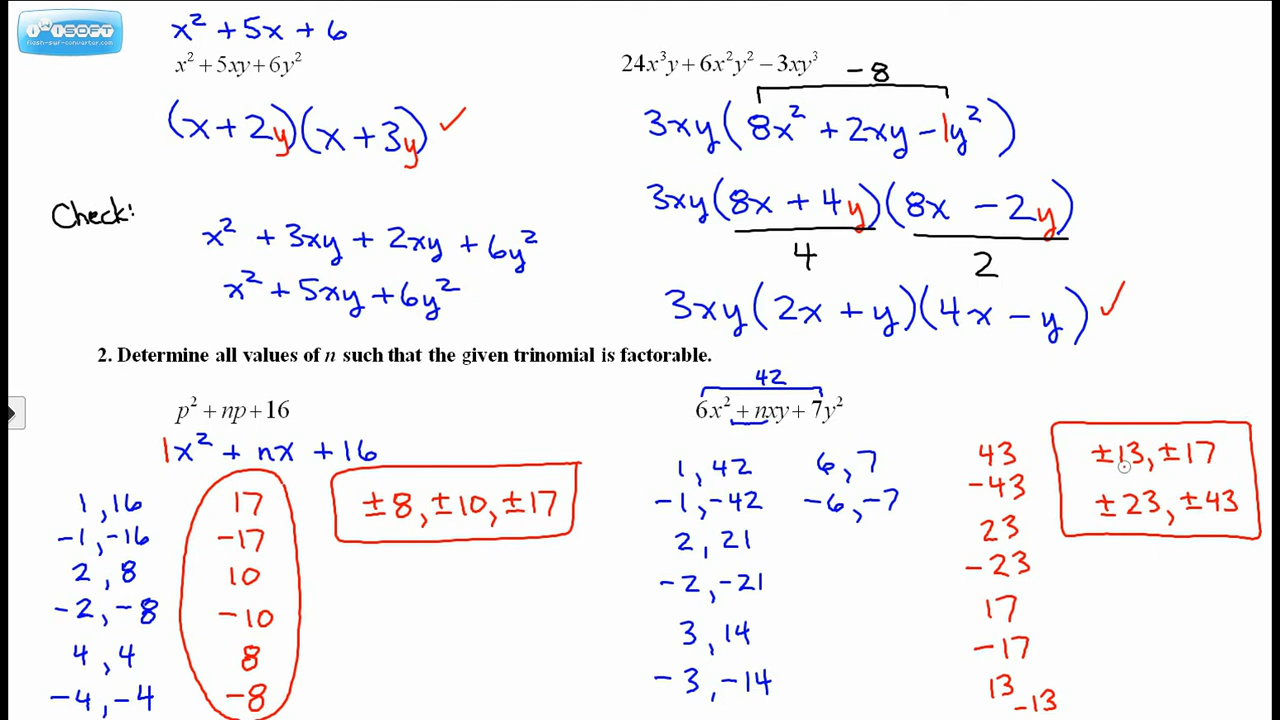 iWiSOFT
flash-swf-converter.com
x² + 5x + 6
x² + 5xy + 6y²
(x + 2y)(x + 3y) ✓
Check:
x² + 3xy + 2xy + 6y²
x² + 5xy + 6y²
24x³y + 6x²y² − 3xy³
−8
3xy(8x² + 2xy − 1y²)
3xy(8x + 4y)(8x − 2y)
4 2
3xy(2x + y)(4x − y) ✓
2. Determine all values of n such that the given trinomial is factorable.
p² + np + 16
1x² + nx + 16
1, 16 17
−1, −16 −17
2, 8 10
−2, −8 −10
4, 4 8
−4, −4 −8
±8, ±10, ±17
42
6x² + nxy + 7y²
1, 42 6, 7 43
−1, −42 −6, −7 −43
2, 21 23
−2, −21 −23
3, 14 17
−3, −14 −17
13
−13
±13, ±17
±23, ±43